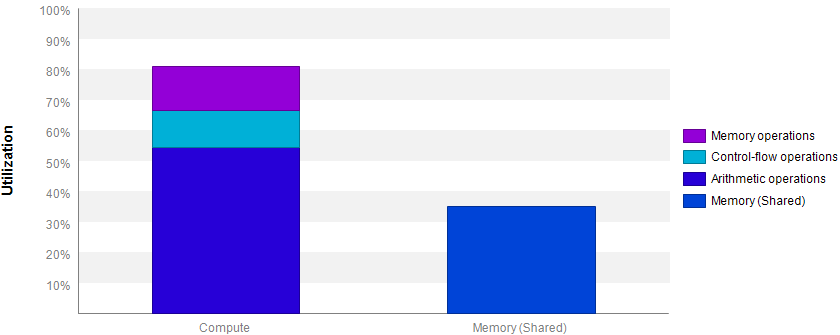 100%
90%
80%
70%
60%
50%
40%
30%
20%
10%
Utilization
Compute
Memory (Shared)
Memory operations
Control-flow operations
Arithmetic operations
Memory (Shared)